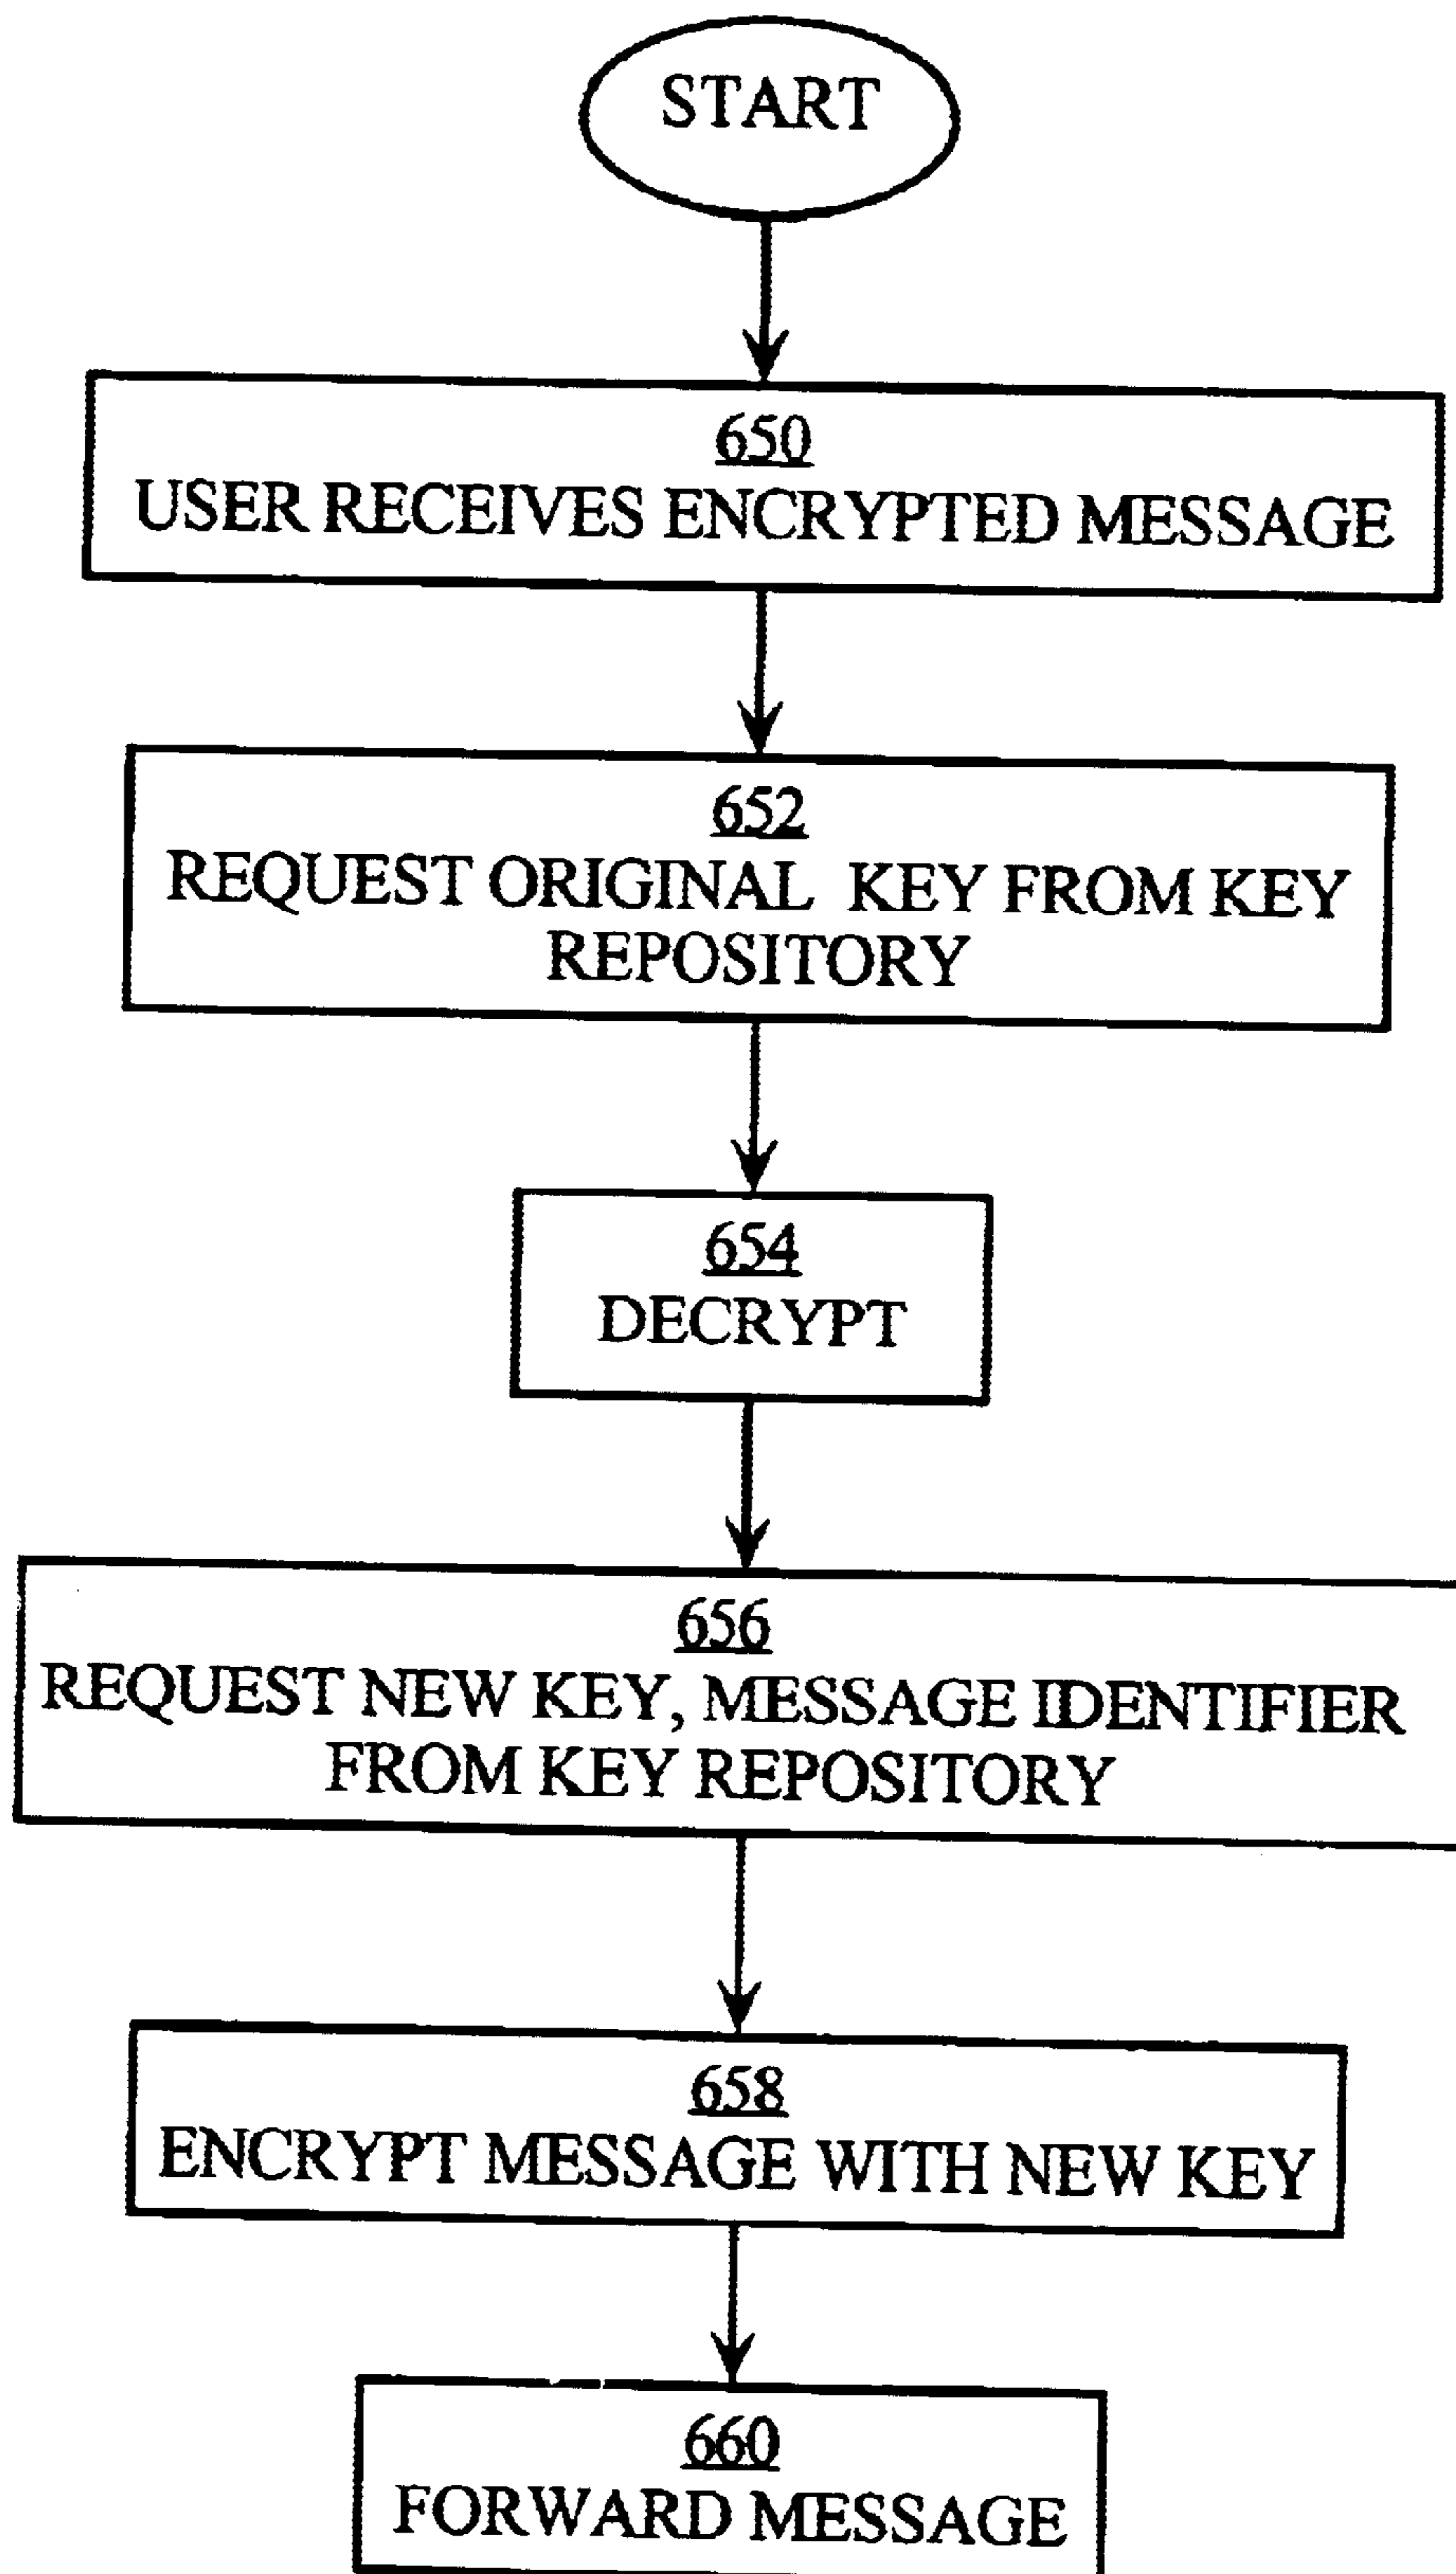 START
650
USER RECEIVES ENCRYPTED MESSAGE
652
REQUEST ORIGINAL KEY FROM KEY
REPOSITORY
654
DECRYPT
656
REQUEST NEW KEY, MESSAGE IDENTIFIER
FROM KEY REPOSITORY
658
ENCRYPT MESSAGE WITH NEW KEY
660
FORWARD MESSAGE